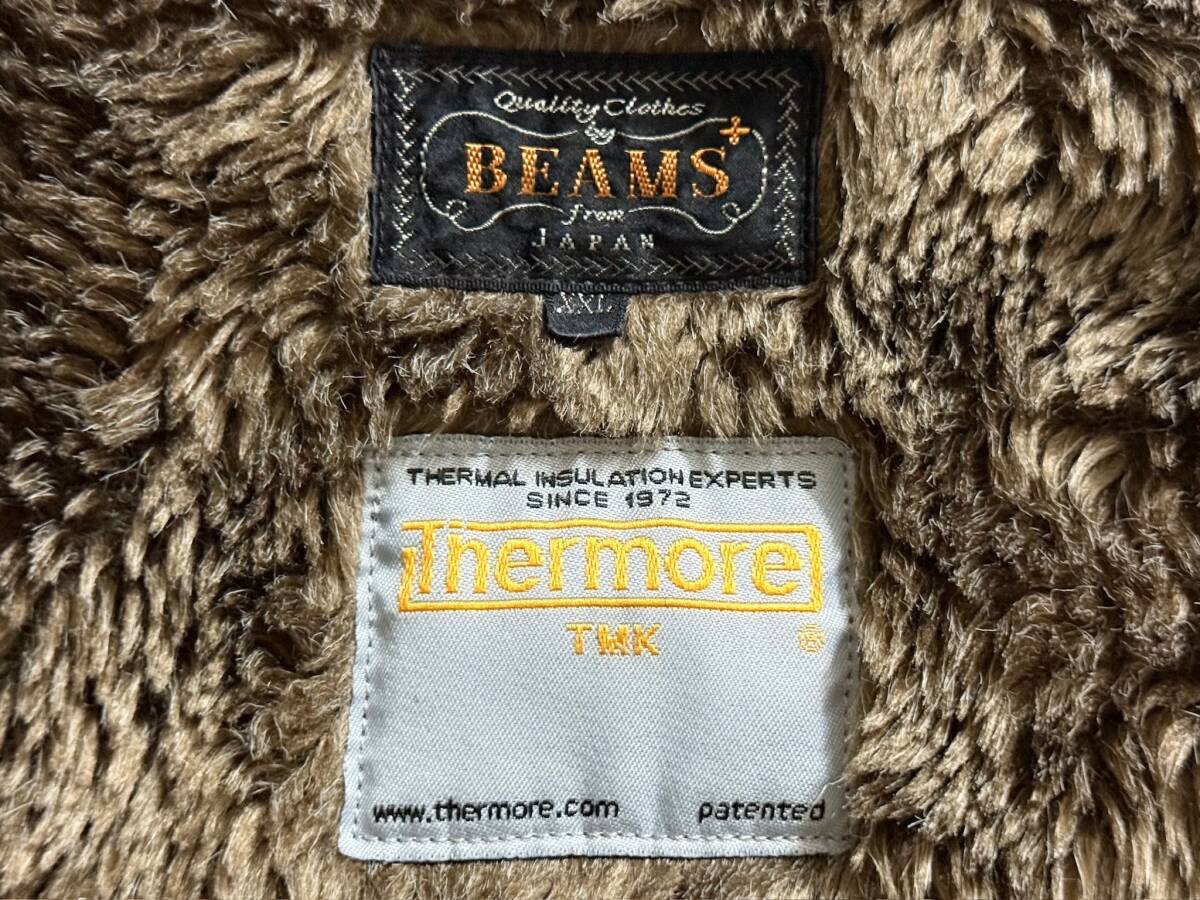 Quality Clothes
by
BEAMS+
from
JAPAN
XXL
THERMAL INSULATION EXPERTS
SINCE 1972
Thermore
TMK ®
www.thermore.com patented